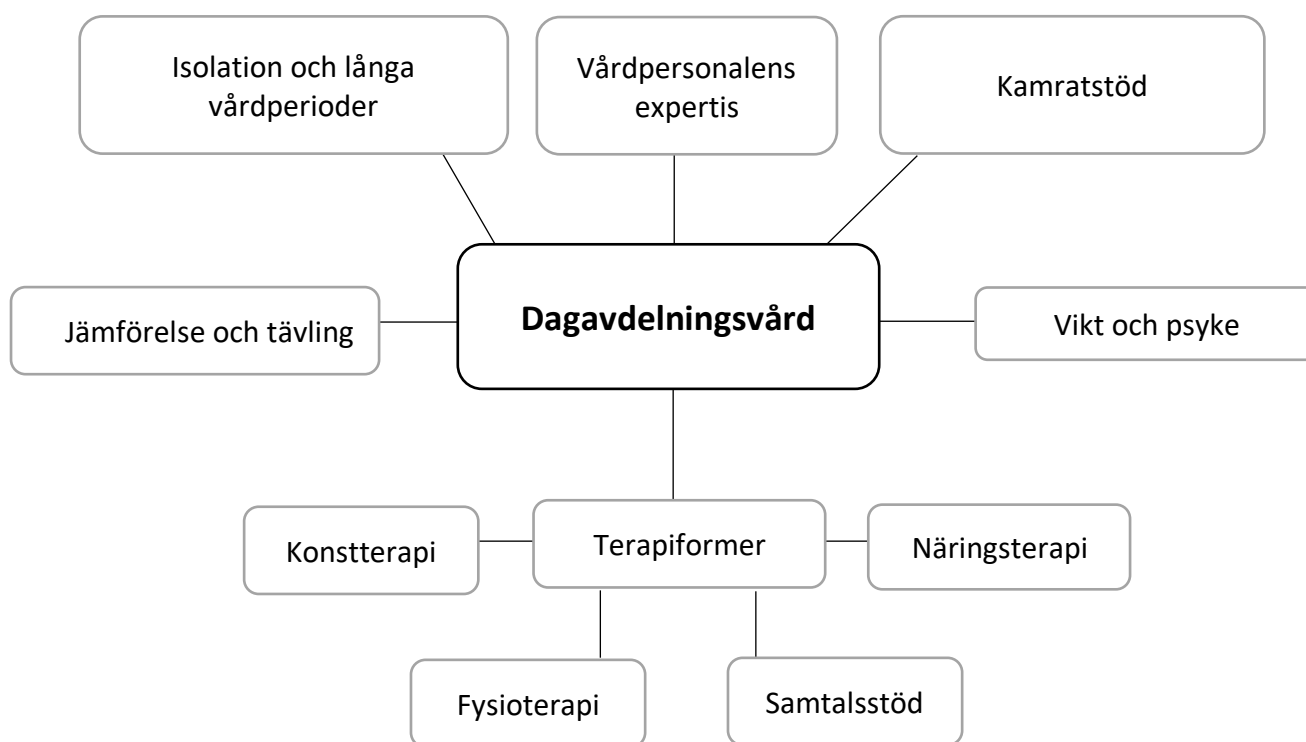 Isolation och långa
vårdperioder
Vårdpersonalens
expertis
Kamratstöd
Jämförelse och tävling
Dagavdelningsvård
Vikt och psyke
Konstterapi
Terapiformer
Näringsterapi
Fysioterapi
Samtalsstöd